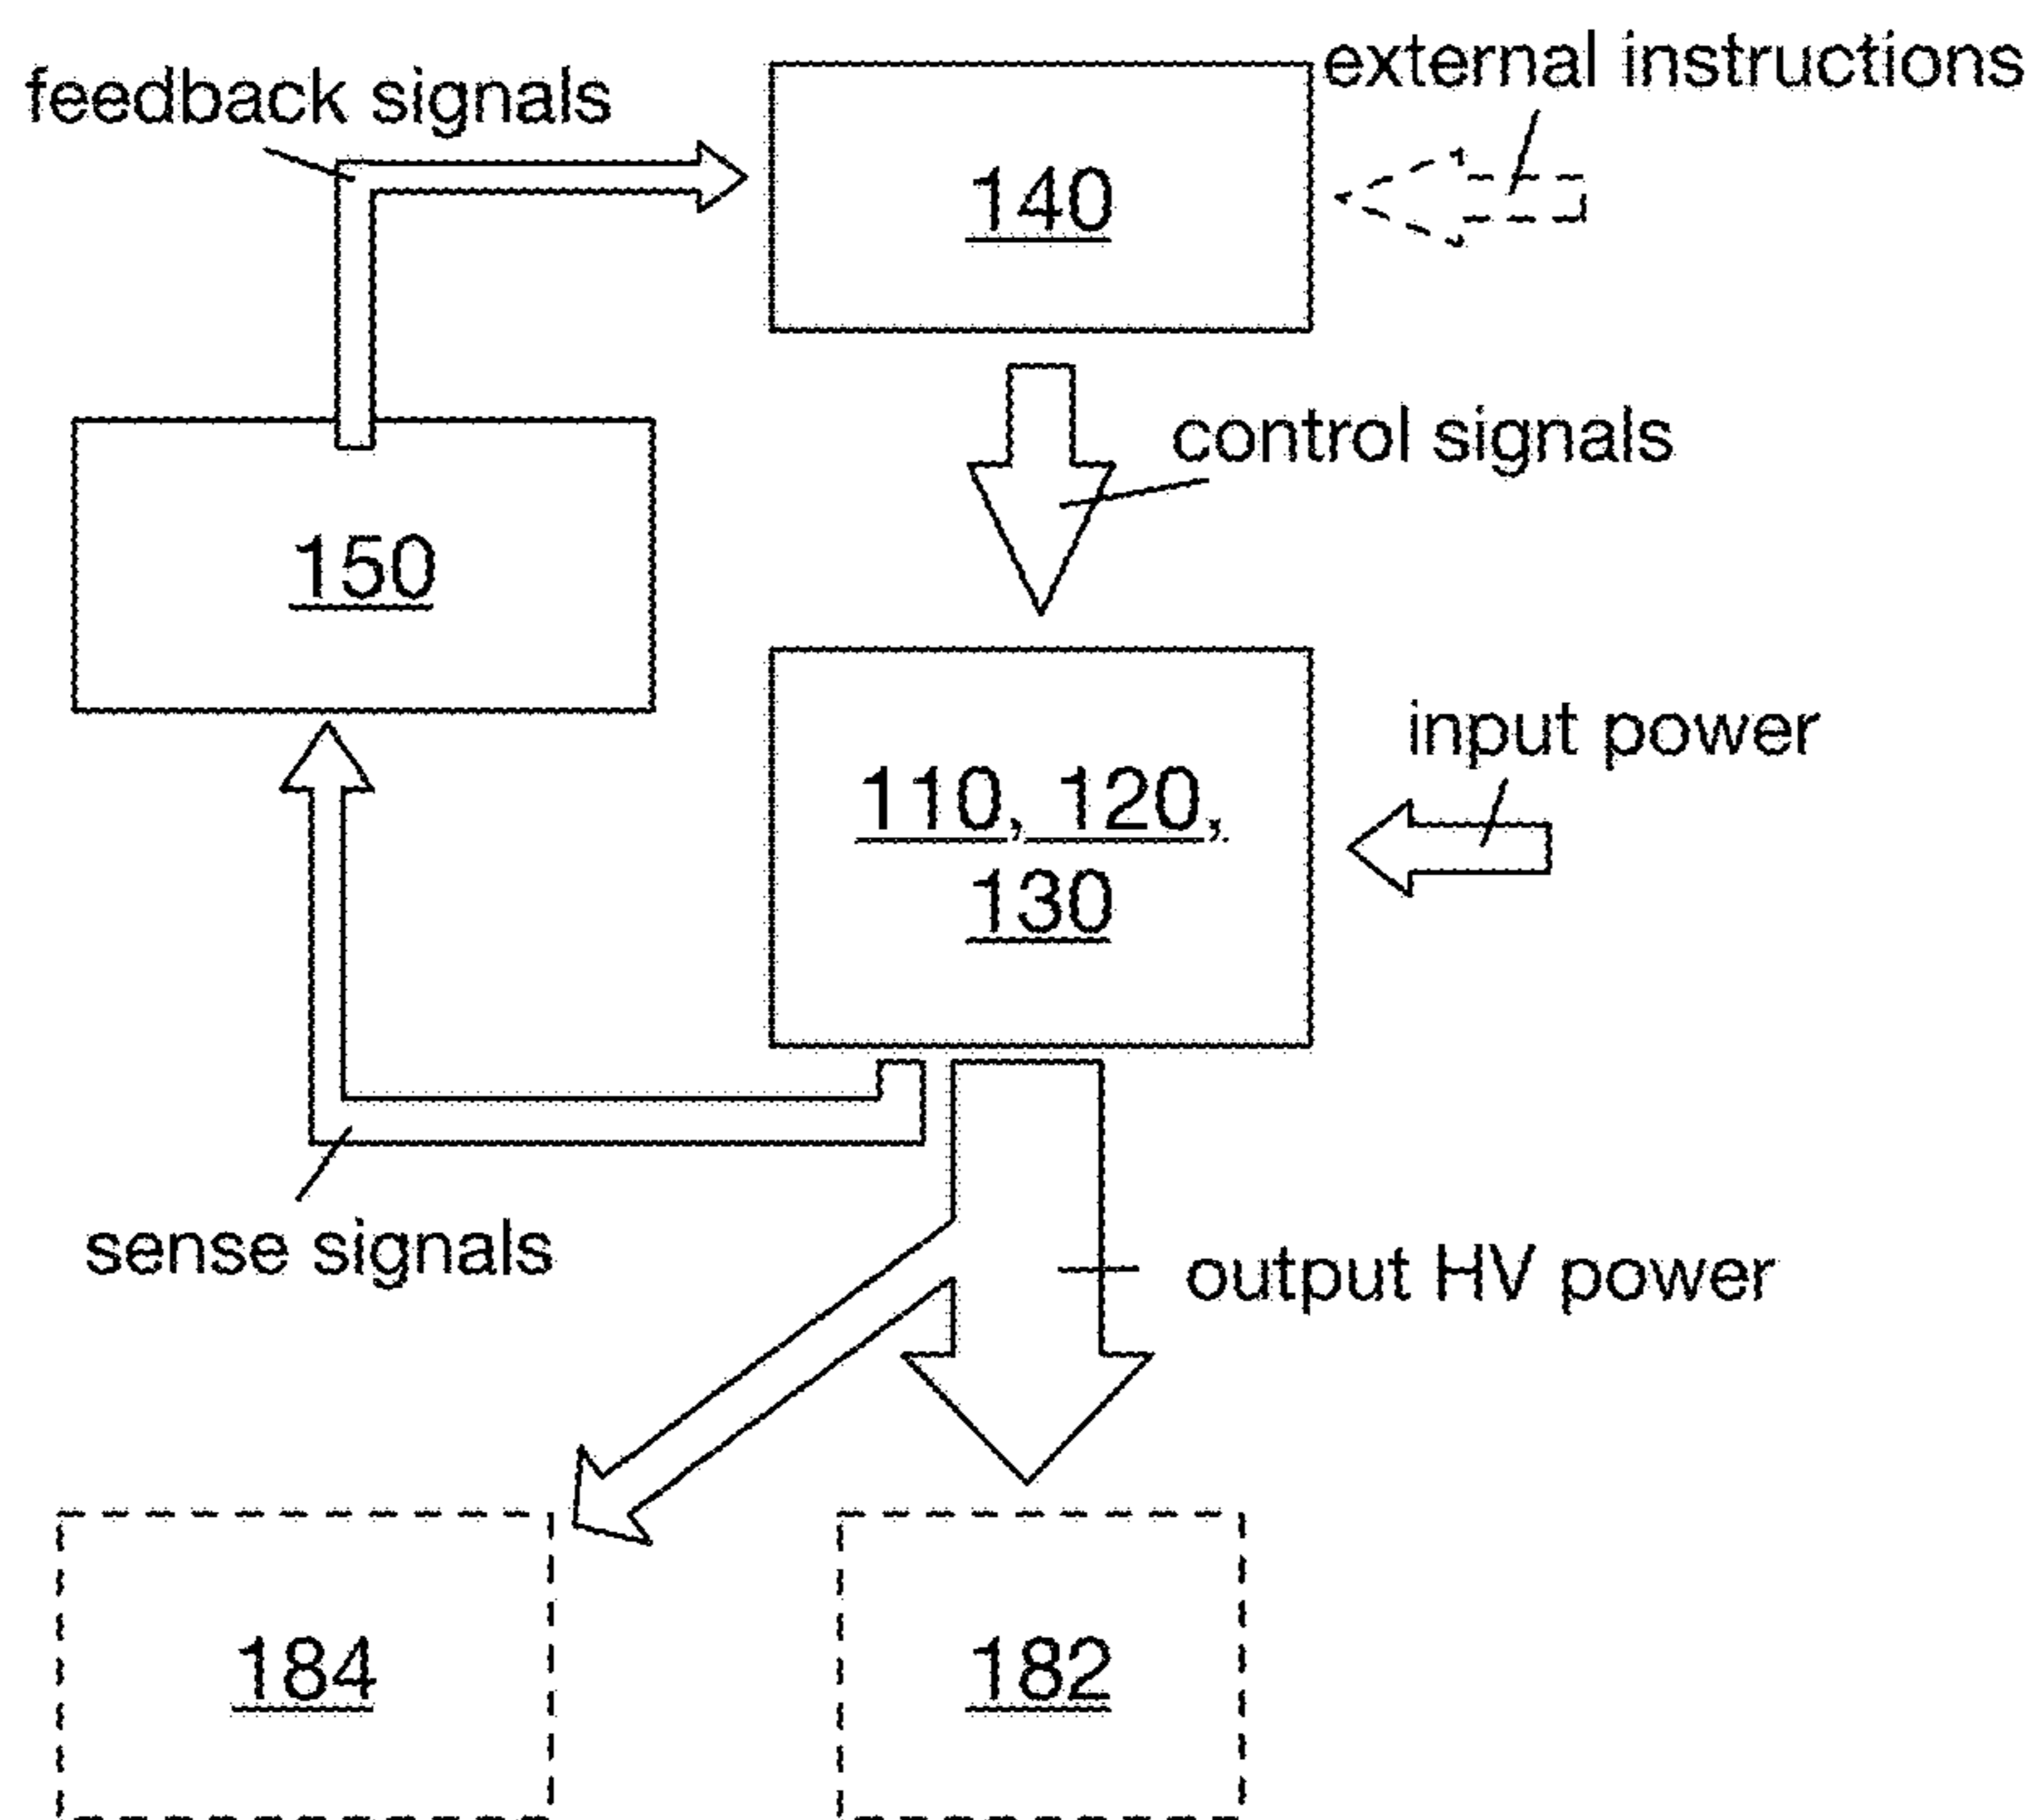 external instructions
feedback signals
140
control signals
150
input power
110, 120,
130
sense signals
output HV power
184
182